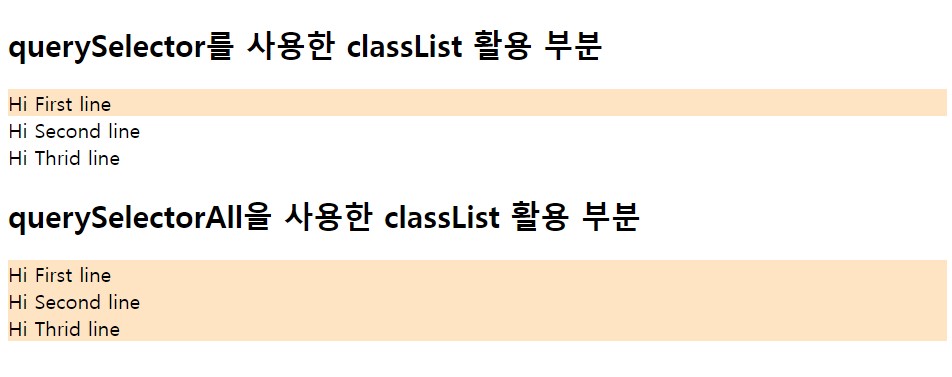 querySelector를 사용한 classList 활용 부분
Hi First line
Hi Second line
Hi Thrid line
querySelectorAll을 사용한 classList 활용 부분
Hi First line
Hi Second line
Hi Thrid line